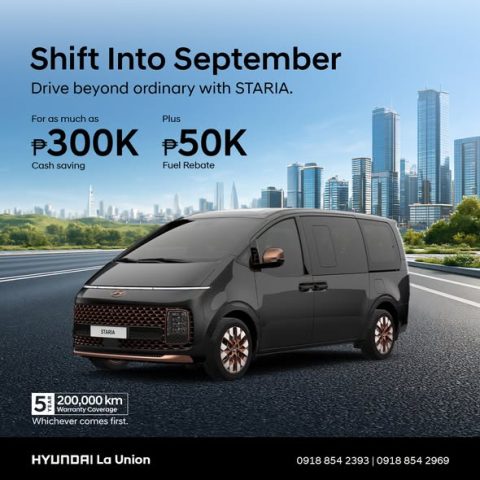 Shift Into September
Drive beyond ordinary with STARIA.
For as much as
₱300K
Cash saving
Plus
₱50K
Fuel Rebate
STARIA
5 YEARS
200,000 km
Warranty Coverage
Whichever comes first.
HYUNDAI La Union
0918 854 2393 | 0918 854 2969